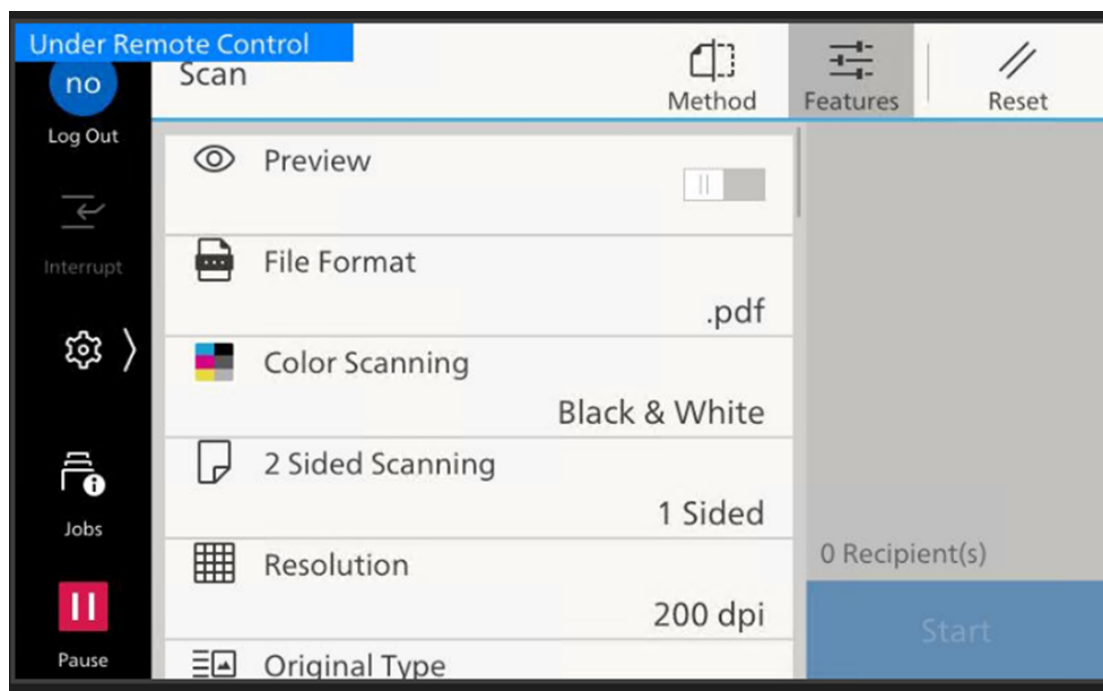 Under Remote Control
no
Log Out
Interrupt
Jobs
Pause
Scan
Method
Features
Reset
Preview
File Format
.pdf
Color Scanning
Black & White
2 Sided Scanning
1 Sided
Resolution
200 dpi
Original Type
0 Recipient(s)
Start